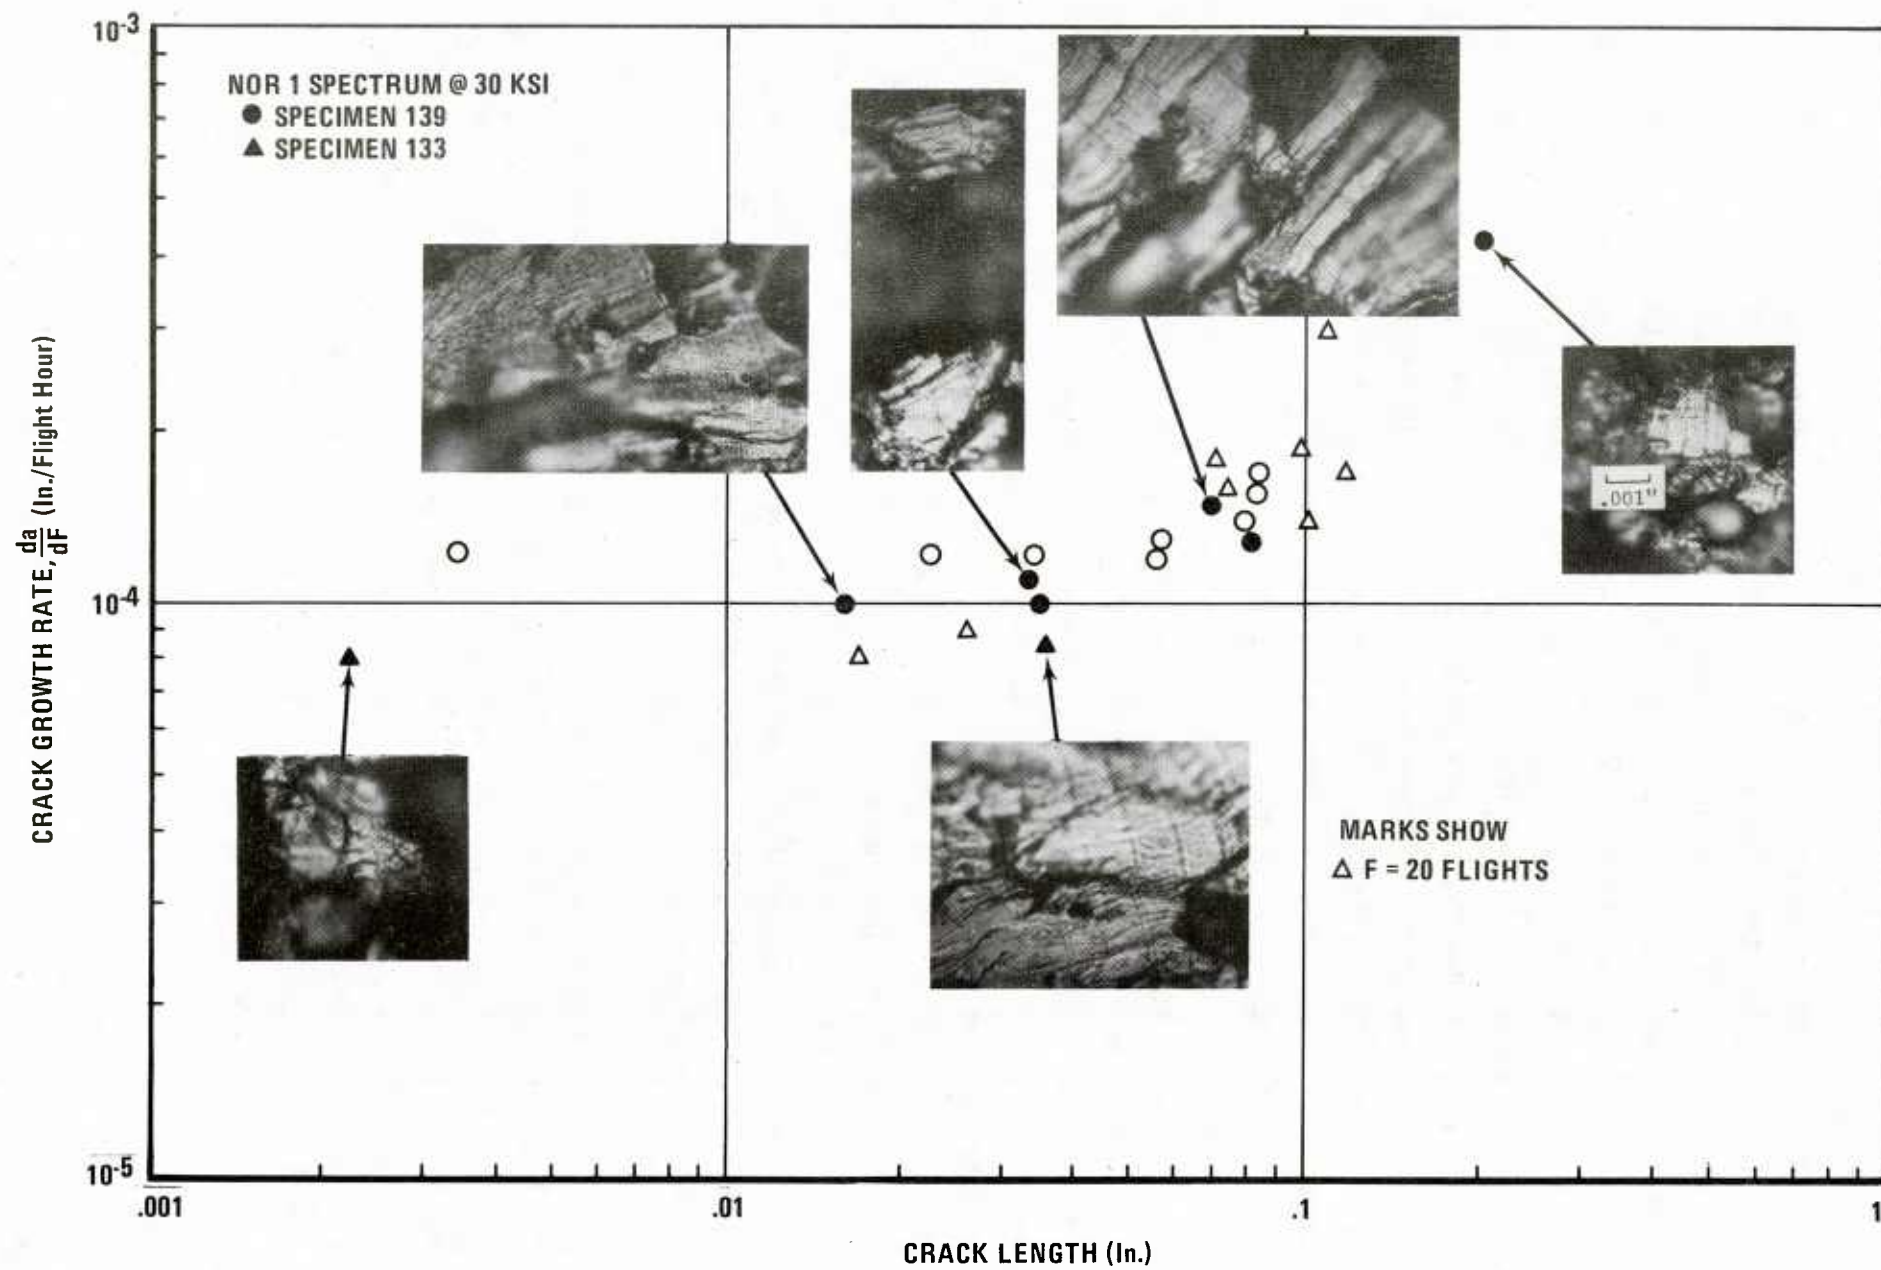 10-3
NOR 1 SPECTRUM @ 30 KSI
● SPECIMEN 139
▲ SPECIMEN 133
CRACK GROWTH RATE, da/dF (In./Flight Hour)
.001"
10-4
MARKS SHOW
△ F = 20 FLIGHTS
10-5
.001
.01
.1
1
CRACK LENGTH (In.)